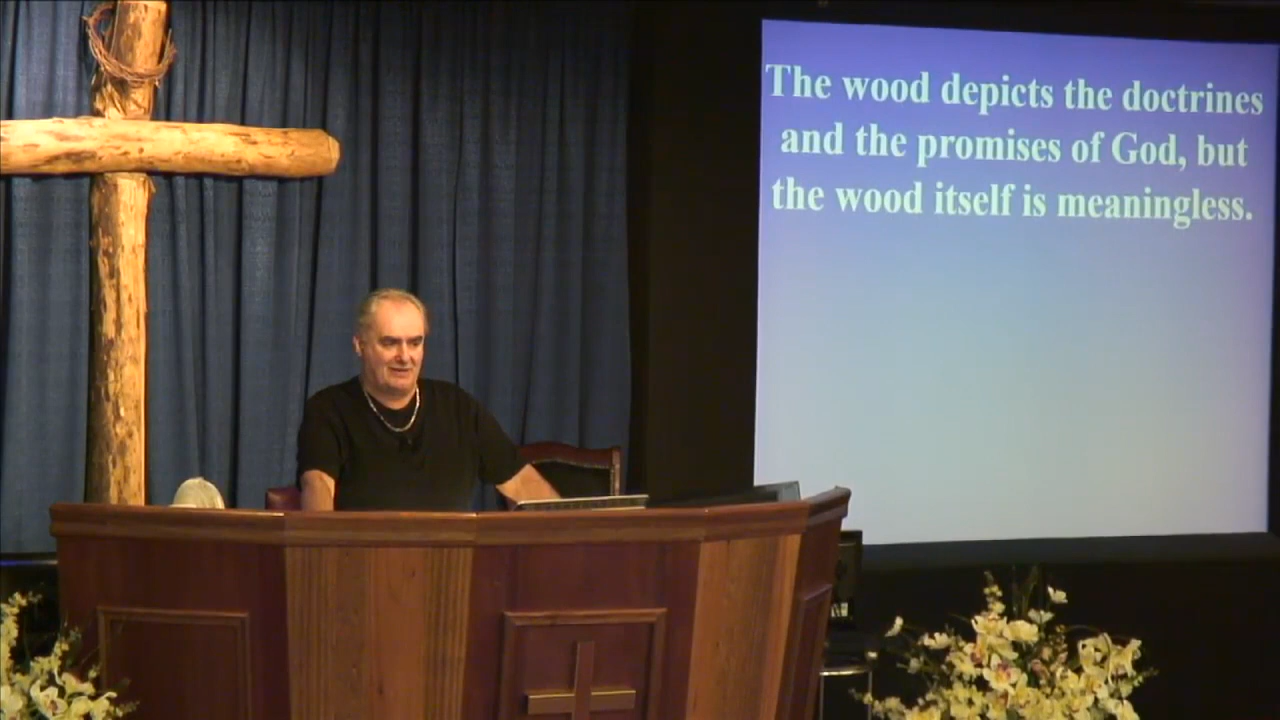 The wood depicts the doctrines
and the promises of God, but
the wood itself is meaningless.